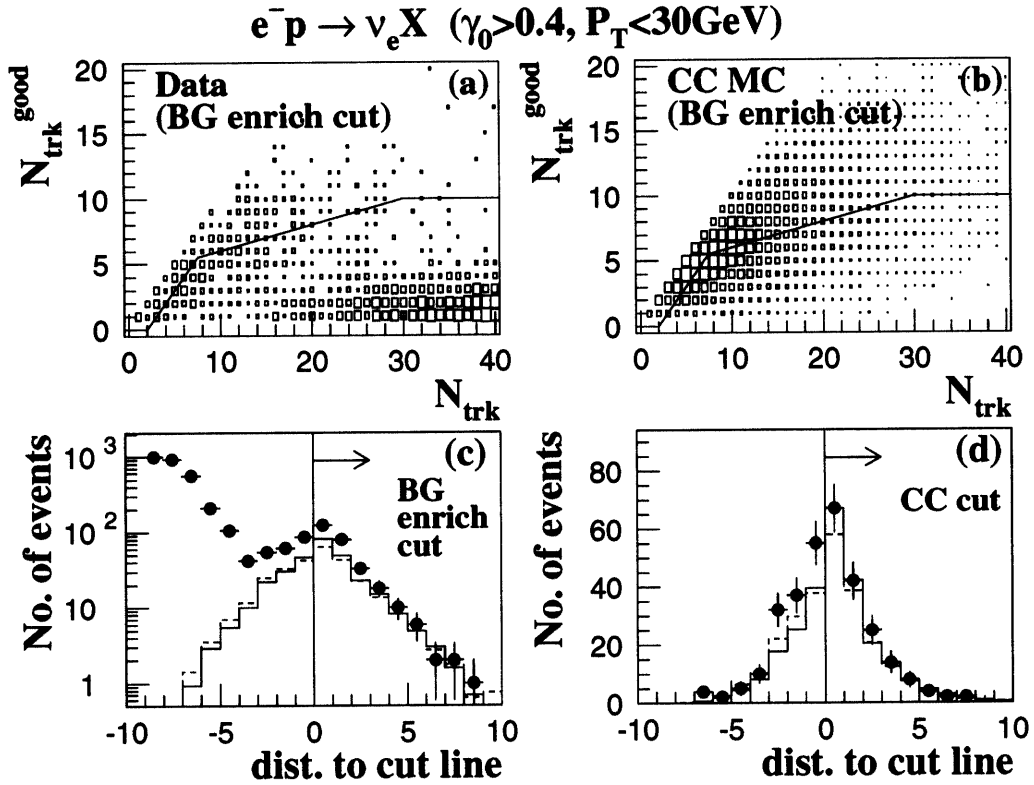 e⁻p → νₑX (γ₀>0.4, P_T<30GeV)
N_trk^good
20
15
10
5
0
Data
(BG enrich cut)
(a)
0 10 20 30 40
N_trk
N_trk^good
20
15
10
5
0
CC MC
(BG enrich cut)
(b)
0 10 20 30 40
N_trk
No. of events
10³
10²
10
1
(c)
BG
enrich
cut
-10 -5 0 5 10
dist. to cut line
No. of events
80
60
40
20
0
(d)
CC cut
-10 -5 0 5 10
dist. to cut line